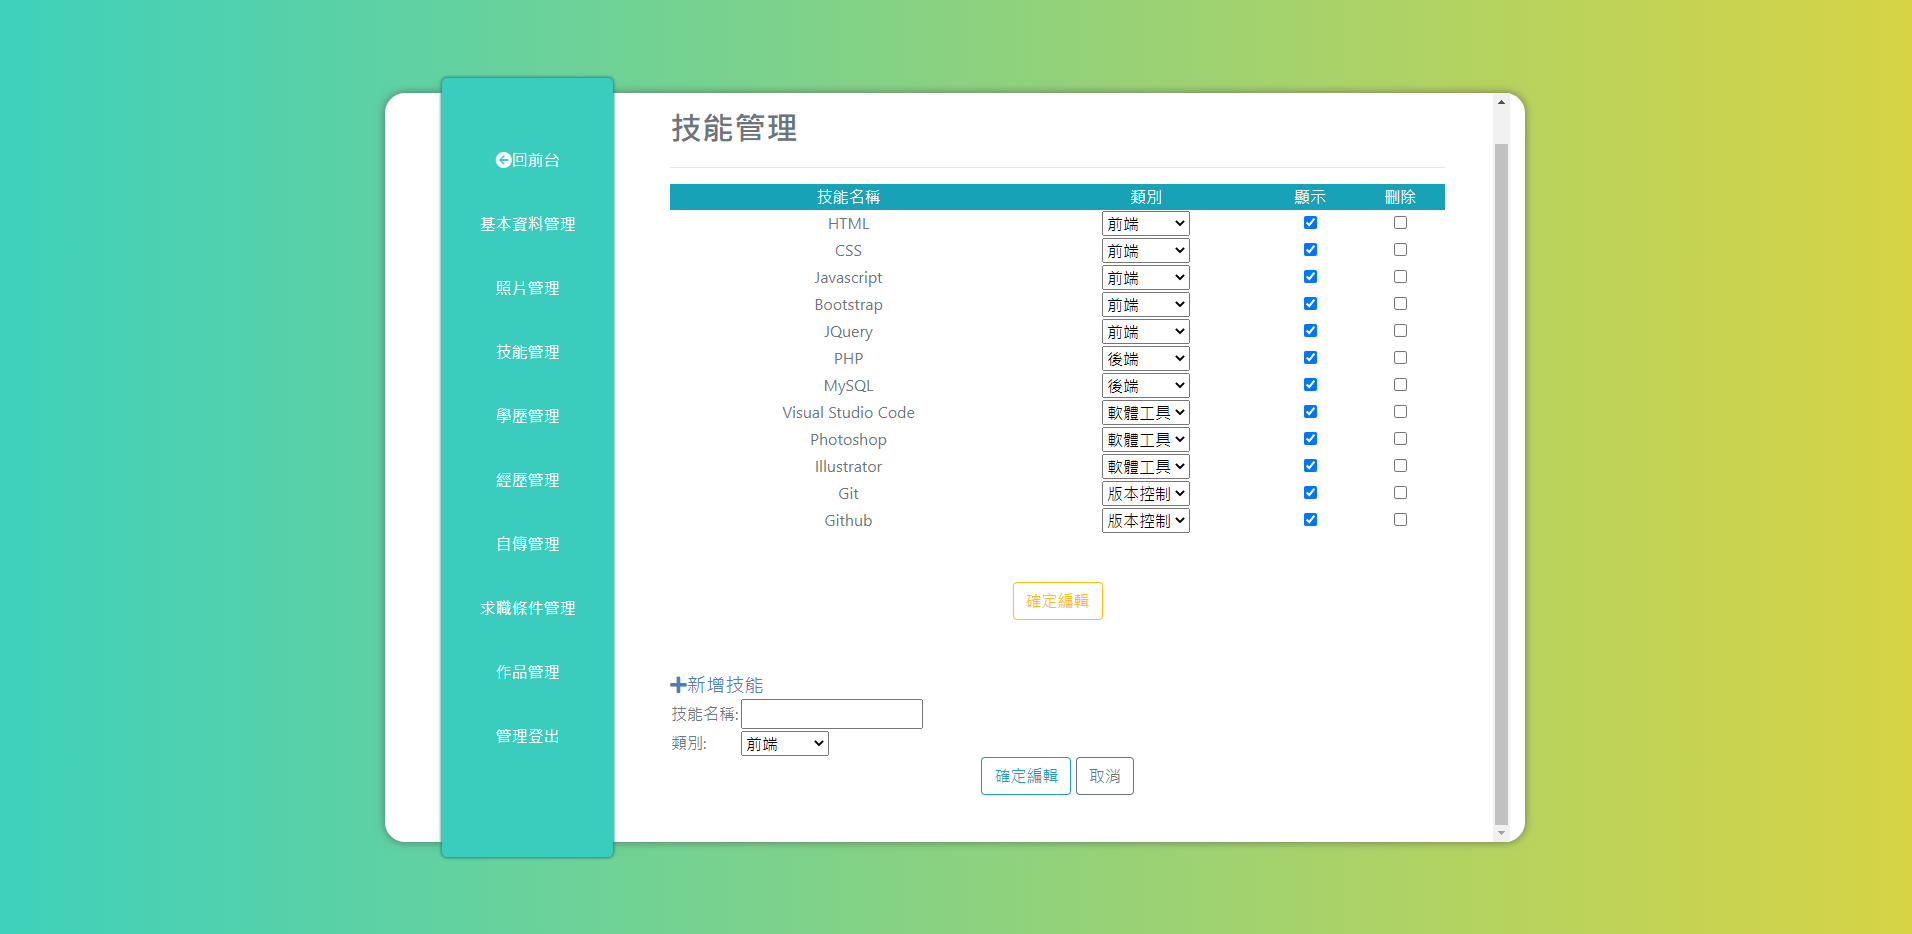 回前台
基本資料管理
照片管理
技能管理
學歷管理
經歷管理
自傳管理
求職條件管理
作品管理
管理登出
技能管理
技能名稱 類別 顯示 刪除
HTML 前端
CSS 前端
Javascript 前端
Bootstrap 前端
JQuery 前端
PHP 後端
MySQL 後端
Visual Studio Code 軟體工具
Photoshop 軟體工具
Illustrator 軟體工具
Git 版本控制
Github 版本控制
確定編輯
新增技能
技能名稱:
類別: 前端
確定編輯 取消